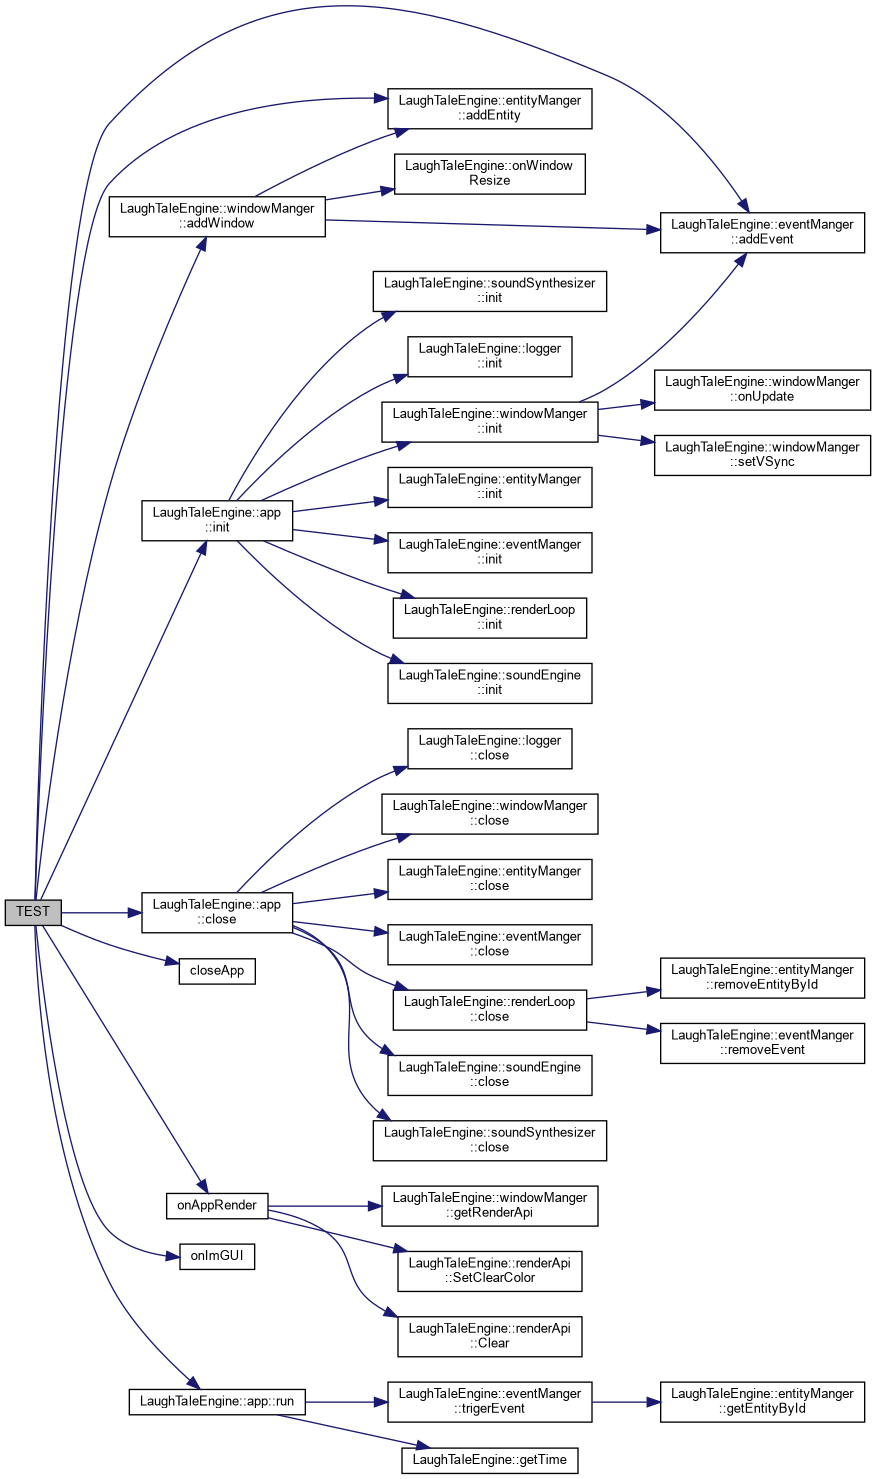 LaughTaleEngine::entityManger
::addEntity
LaughTaleEngine::onWindow
Resize
LaughTaleEngine::windowManger
::addWindow
LaughTaleEngine::eventManger
::addEvent
LaughTaleEngine::soundSynthesizer
::init
LaughTaleEngine::logger
::init
LaughTaleEngine::windowManger
::onUpdate
LaughTaleEngine::windowManger
::init
LaughTaleEngine::windowManger
::setVSync
LaughTaleEngine::entityManger
::init
LaughTaleEngine::app
::init
LaughTaleEngine::eventManger
::init
LaughTaleEngine::renderLoop
::init
LaughTaleEngine::soundEngine
::init
LaughTaleEngine::logger
::close
LaughTaleEngine::windowManger
::close
LaughTaleEngine::entityManger
::close
TEST
LaughTaleEngine::app
::close
LaughTaleEngine::eventManger
::close
closeApp
LaughTaleEngine::entityManger
::removeEntityById
LaughTaleEngine::renderLoop
::close
LaughTaleEngine::eventManger
::removeEvent
LaughTaleEngine::soundEngine
::close
LaughTaleEngine::soundSynthesizer
::close
onAppRender
LaughTaleEngine::windowManger
::getRenderApi
onImGUI
LaughTaleEngine::renderApi
::SetClearColor
LaughTaleEngine::renderApi
::Clear
LaughTaleEngine::app::run
LaughTaleEngine::eventManger
::trigerEvent
LaughTaleEngine::entityManger
::getEntityById
LaughTaleEngine::getTime